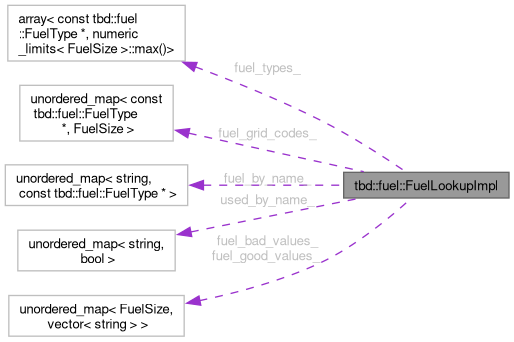 array< const tbd::fuel
::FuelType *, numeric
_limits< FuelSize >::max()>
fuel_types_
unordered_map< const
tbd::fuel::FuelType
*, FuelSize >
fuel_grid_codes_
unordered_map< string,
const tbd::fuel::FuelType * >
fuel_by_name_
tbd::fuel::FuelLookupImpl
used_by_name_
unordered_map< string,
bool >
fuel_bad_values_
fuel_good_values_
unordered_map< FuelSize,
vector< string > >